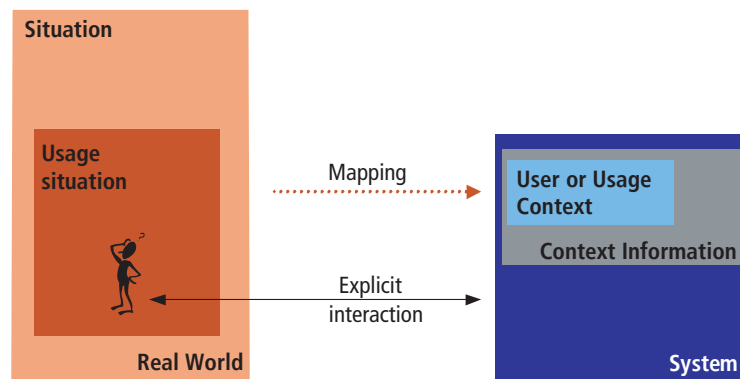 Situation
Usage
situation
?
Real World
Mapping
Explicit
interaction
User or Usage
Context
Context Information
System